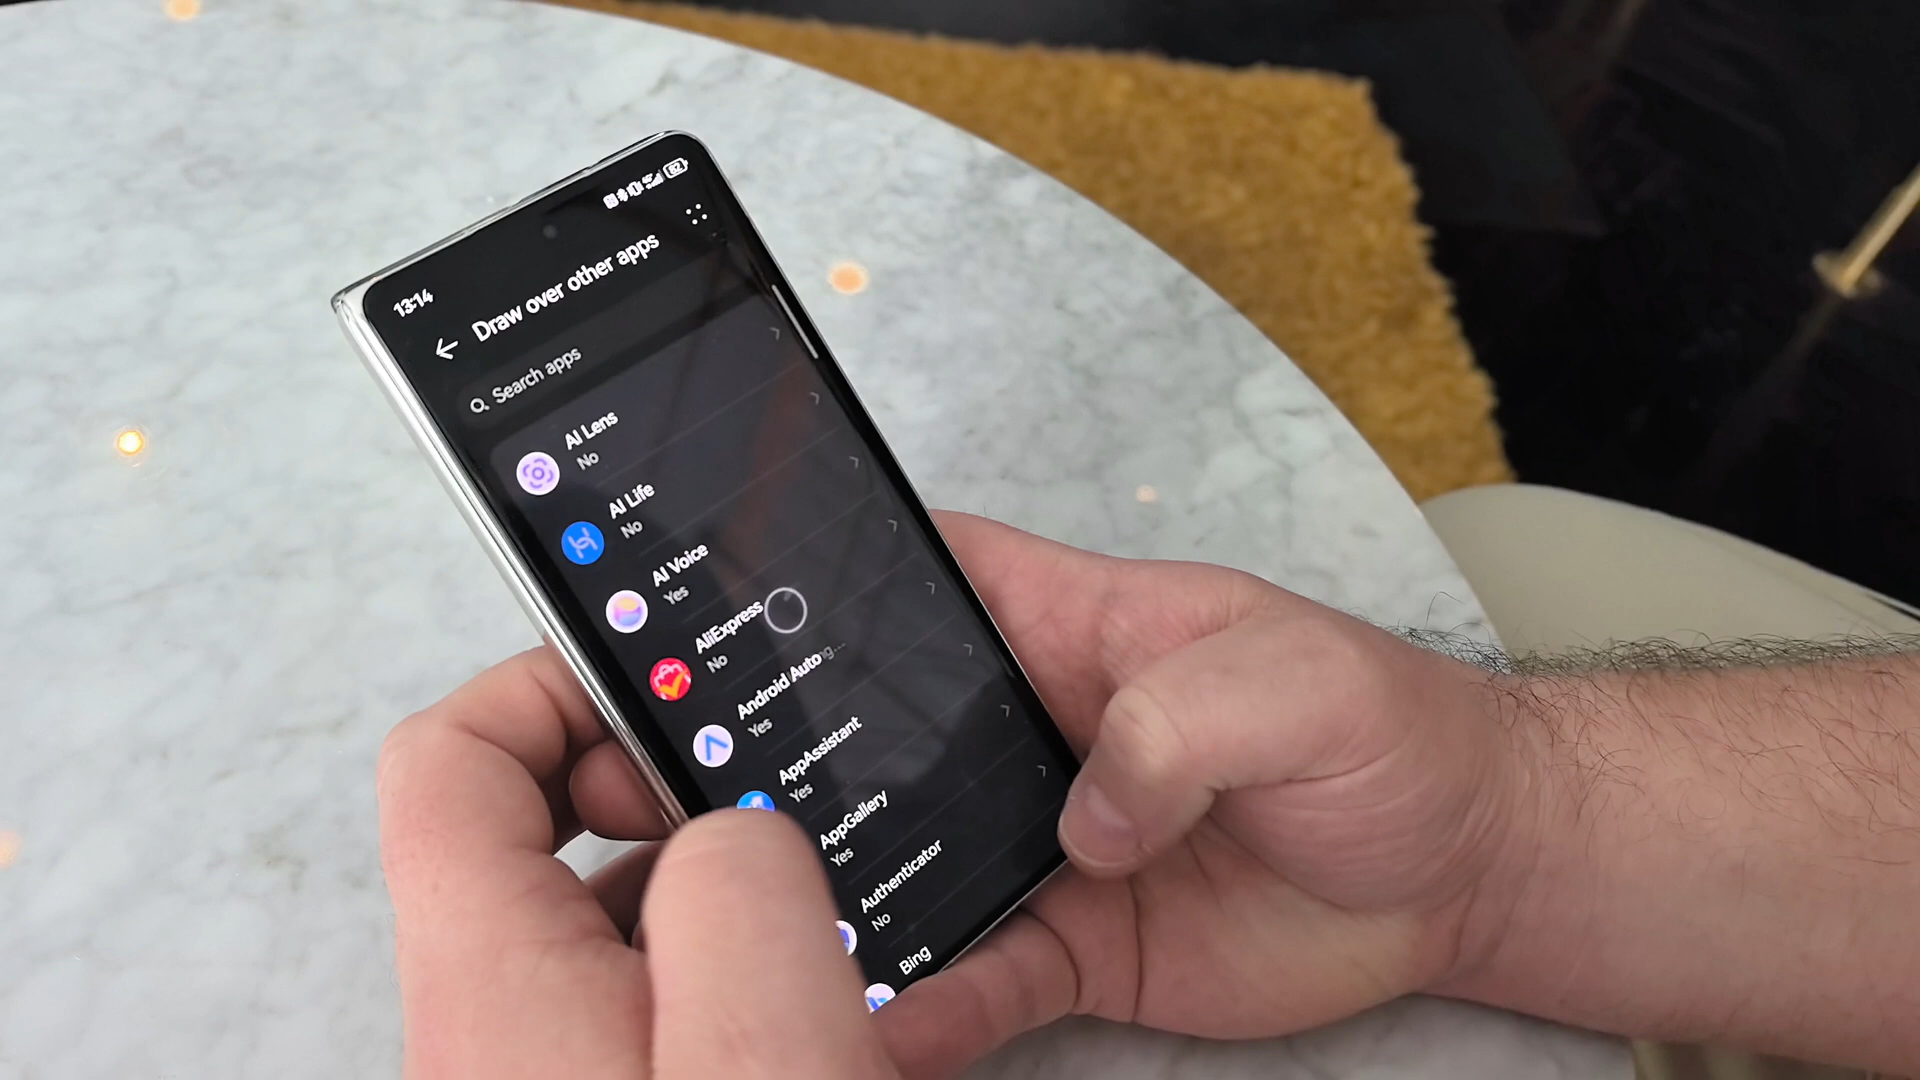 82
13:14
Draw over other apps
Search apps
AI Lens
No
AI Life
No
AI Voice
Yes
AliExpress
No
Android Auto
Yes
AppAssistant
Yes
AppGallery
Yes
Authenticator
No
Bing